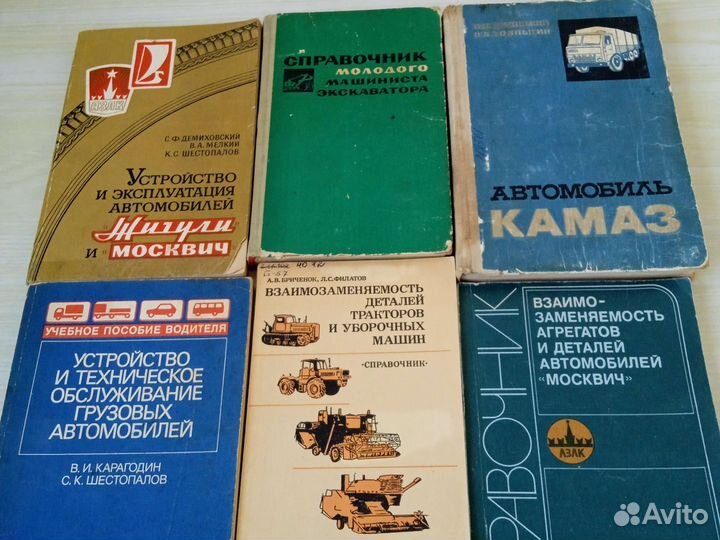 АЗЛК
С.Ф. ДЕМИХОВСКИЙ
В.А. МЕЛКИЙ
К.С. ШЕСТОПАЛОВ
УСТРОЙСТВО
И ЭКСПЛУАТАЦИЯ
АВТОМОБИЛЕЙ
"Жигули"
И "МОСКВИЧ"
СПРАВОЧНИК
МОЛОДОГО
МАШИНИСТА
ЭКСКАВАТОРА
АВТОМОБИЛЬ
КАМАЗ
УЧЕБНОЕ ПОСОБИЕ ВОДИТЕЛЯ
УСТРОЙСТВО
И ТЕХНИЧЕСКОЕ
ОБСЛУЖИВАНИЕ
ГРУЗОВЫХ
АВТОМОБИЛЕЙ
В. И. КАРАГОДИН
С. К. ШЕСТОПАЛОВ
А. В. БРИЧЕНОК, Л. С. ФИЛАТОВ
ВЗАИМОЗАМЕНЯЕМОСТЬ
ДЕТАЛЕЙ
ТРАКТОРОВ
И УБОРОЧНЫХ
МАШИН
·СПРАВОЧНИК·
ВЗАИМО-
ЗАМЕНЯЕМОСТЬ
АГРЕГАТОВ
И ДЕТАЛЕЙ
АВТОМОБИЛЕЙ
«МОСКВИЧ»
АЗЛК
Avito